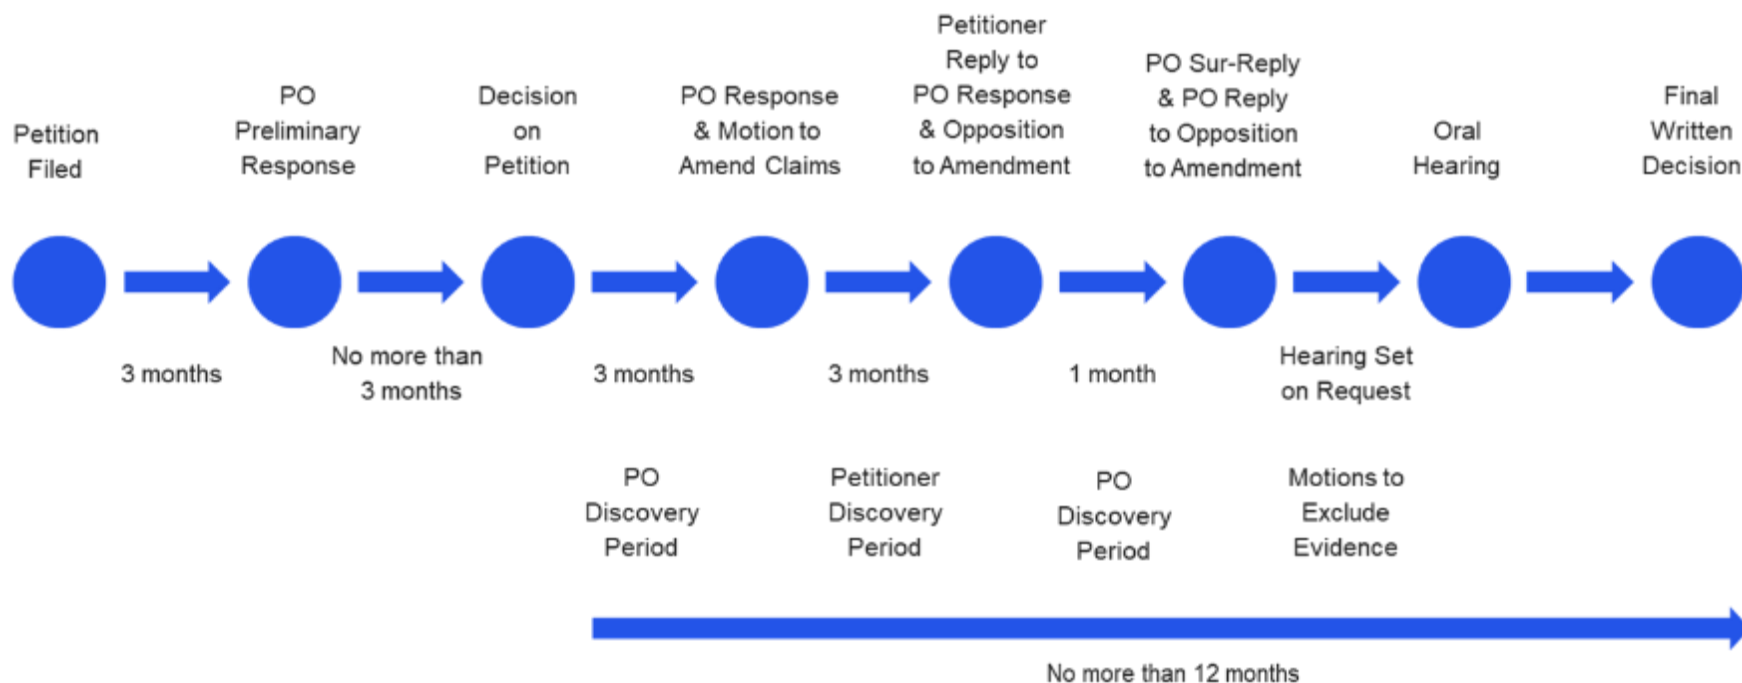 Petition
Filed
PO
Preliminary
Response
Decision
on
Petition
PO Response
& Motion to
Amend Claims
Petitioner
Reply to
PO Response
& Opposition
to Amendment
PO Sur-Reply
& PO Reply
to Opposition
to Amendment
Oral
Hearing
Final
Written
Decision
3 months
No more than
3 months
3 months
3 months
1 month
Hearing Set
on Request
PO
Discovery
Period
Petitioner
Discovery
Period
PO
Discovery
Period
Motions to
Exclude
Evidence
No more than 12 months